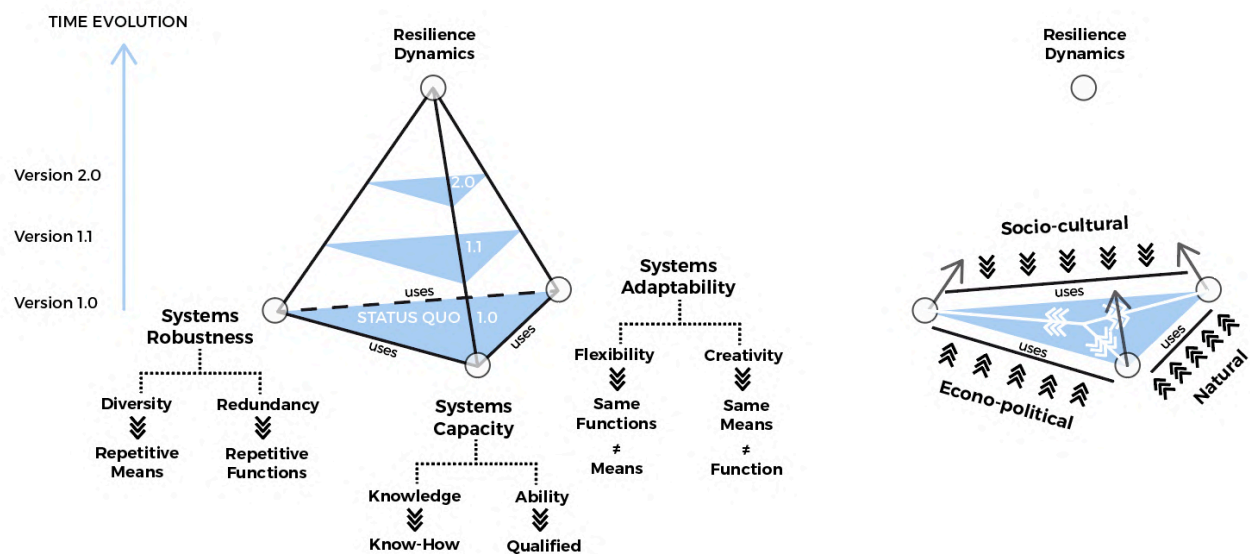 TIME EVOLUTION
Resilience
Dynamics
Version 2.0
Version 1.1
Version 1.0
2.0
1.1
uses
STATUS QUO 1.0
uses
uses
Systems
Robustness
Diversity
Redundancy
Repetitive
Means
Repetitive
Functions
Systems
Capacity
Knowledge
Ability
Know-How
Qualified
Systems
Adaptability
Flexibility
Creativity
Same
Functions
≠
Means
Same
Means
≠
Function
Resilience
Dynamics
Socio-cultural
uses
uses
uses
Econo-political
Natural